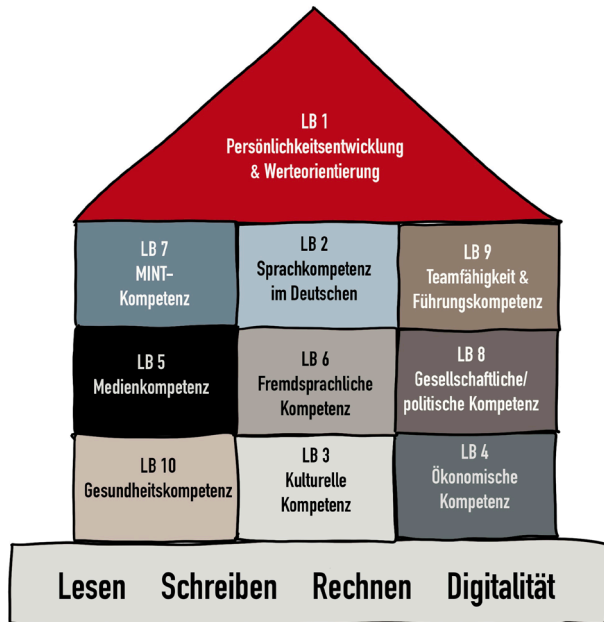 LB 1
Persönlichkeitsentwicklung
& Werteorientierung
LB 7
MINT-
Kompetenz
LB 2
Sprachkompetenz
im Deutschen
LB 9
Teamfähigkeit &
Führungskompetenz
LB 5
Medienkompetenz
LB 6
Fremdsprachliche
Kompetenz
LB 8
Gesellschaftliche/
politische Kompetenz
LB 10
Gesundheitskompetenz
LB 3
Kulturelle
Kompetenz
LB 4
Ökonomische
Kompetenz
Lesen Schreiben Rechnen Digitalität